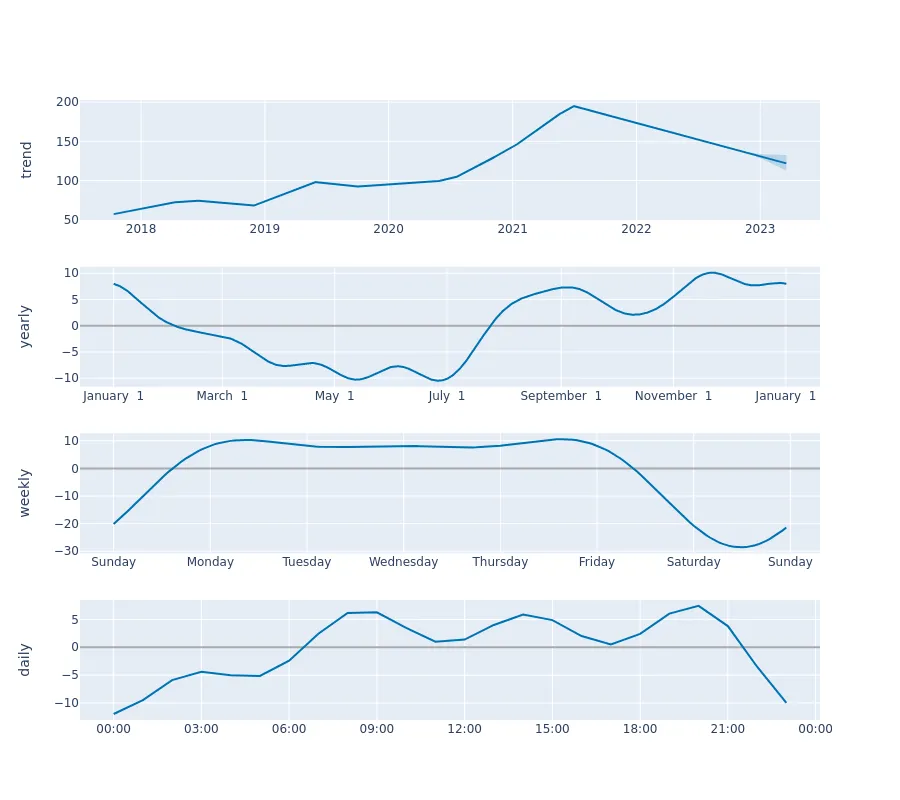 trend
200
150
100
50
2018 2019 2020 2021 2022 2023
yearly
10
5
0
−5
−10
January 1 March 1 May 1 July 1 September 1 November 1 January 1
weekly
10
0
−10
−20
−30
Sunday Monday Tuesday Wednesday Thursday Friday Saturday Sunday
daily
5
0
−5
−10
00:00 03:00 06:00 09:00 12:00 15:00 18:00 21:00 00:00